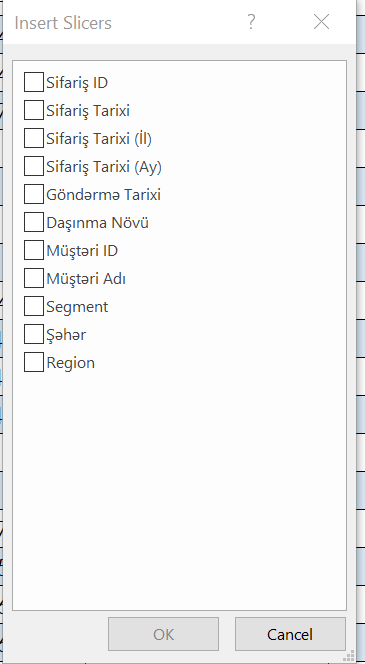 Insert Slicers
Sifariş ID
Sifariş Tarixi
Sifariş Tarixi (İl)
Sifariş Tarixi (Ay)
Göndərmə Tarixi
Daşınma Növü
Müştəri ID
Müştəri Adı
Segment
Şəhər
Region
OK
Cancel